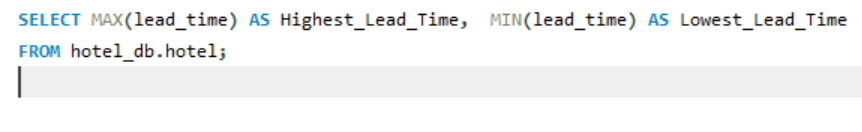 SELECT MAX(lead_time) AS Highest_Lead_Time,  MIN(lead_time) AS Lowest_Lead_Time
FROM hotel_db.hotel;